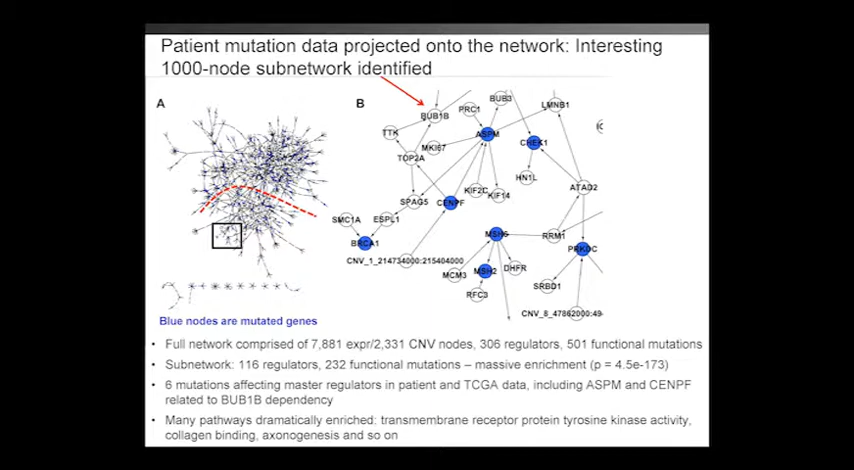 Patient mutation data projected onto the network: Interesting
1000-node subnetwork identified
A
B
BUB1B
PRC1
BUB3
LMNB1
TTK
ASPM
CHEK1
MKI67
TOP2A
HN1L
KIF2C
KIF14
ATAD2
SPAG5
CENPF
SMC1A
ESPL1
BRCA1
MSH6
RRM1
PRKDC
CNV_1_214734000:215404000
MCM3
MSH2
DHFR
RFC3
SRBD1
CNV_8_47862000:49
Blue nodes are mutated genes
• Full network comprised of 7,881 expr/2,331 CNV nodes, 306 regulators, 501 functional mutations
• Subnetwork: 116 regulators, 232 functional mutations – massive enrichment (p = 4.5e-173)
• 6 mutations affecting master regulators in patient and TCGA data, including ASPM and CENPF
related to BUB1B dependency
• Many pathways dramatically enriched: transmembrane receptor protein tyrosine kinase activity,
collagen binding, axonogenesis and so on